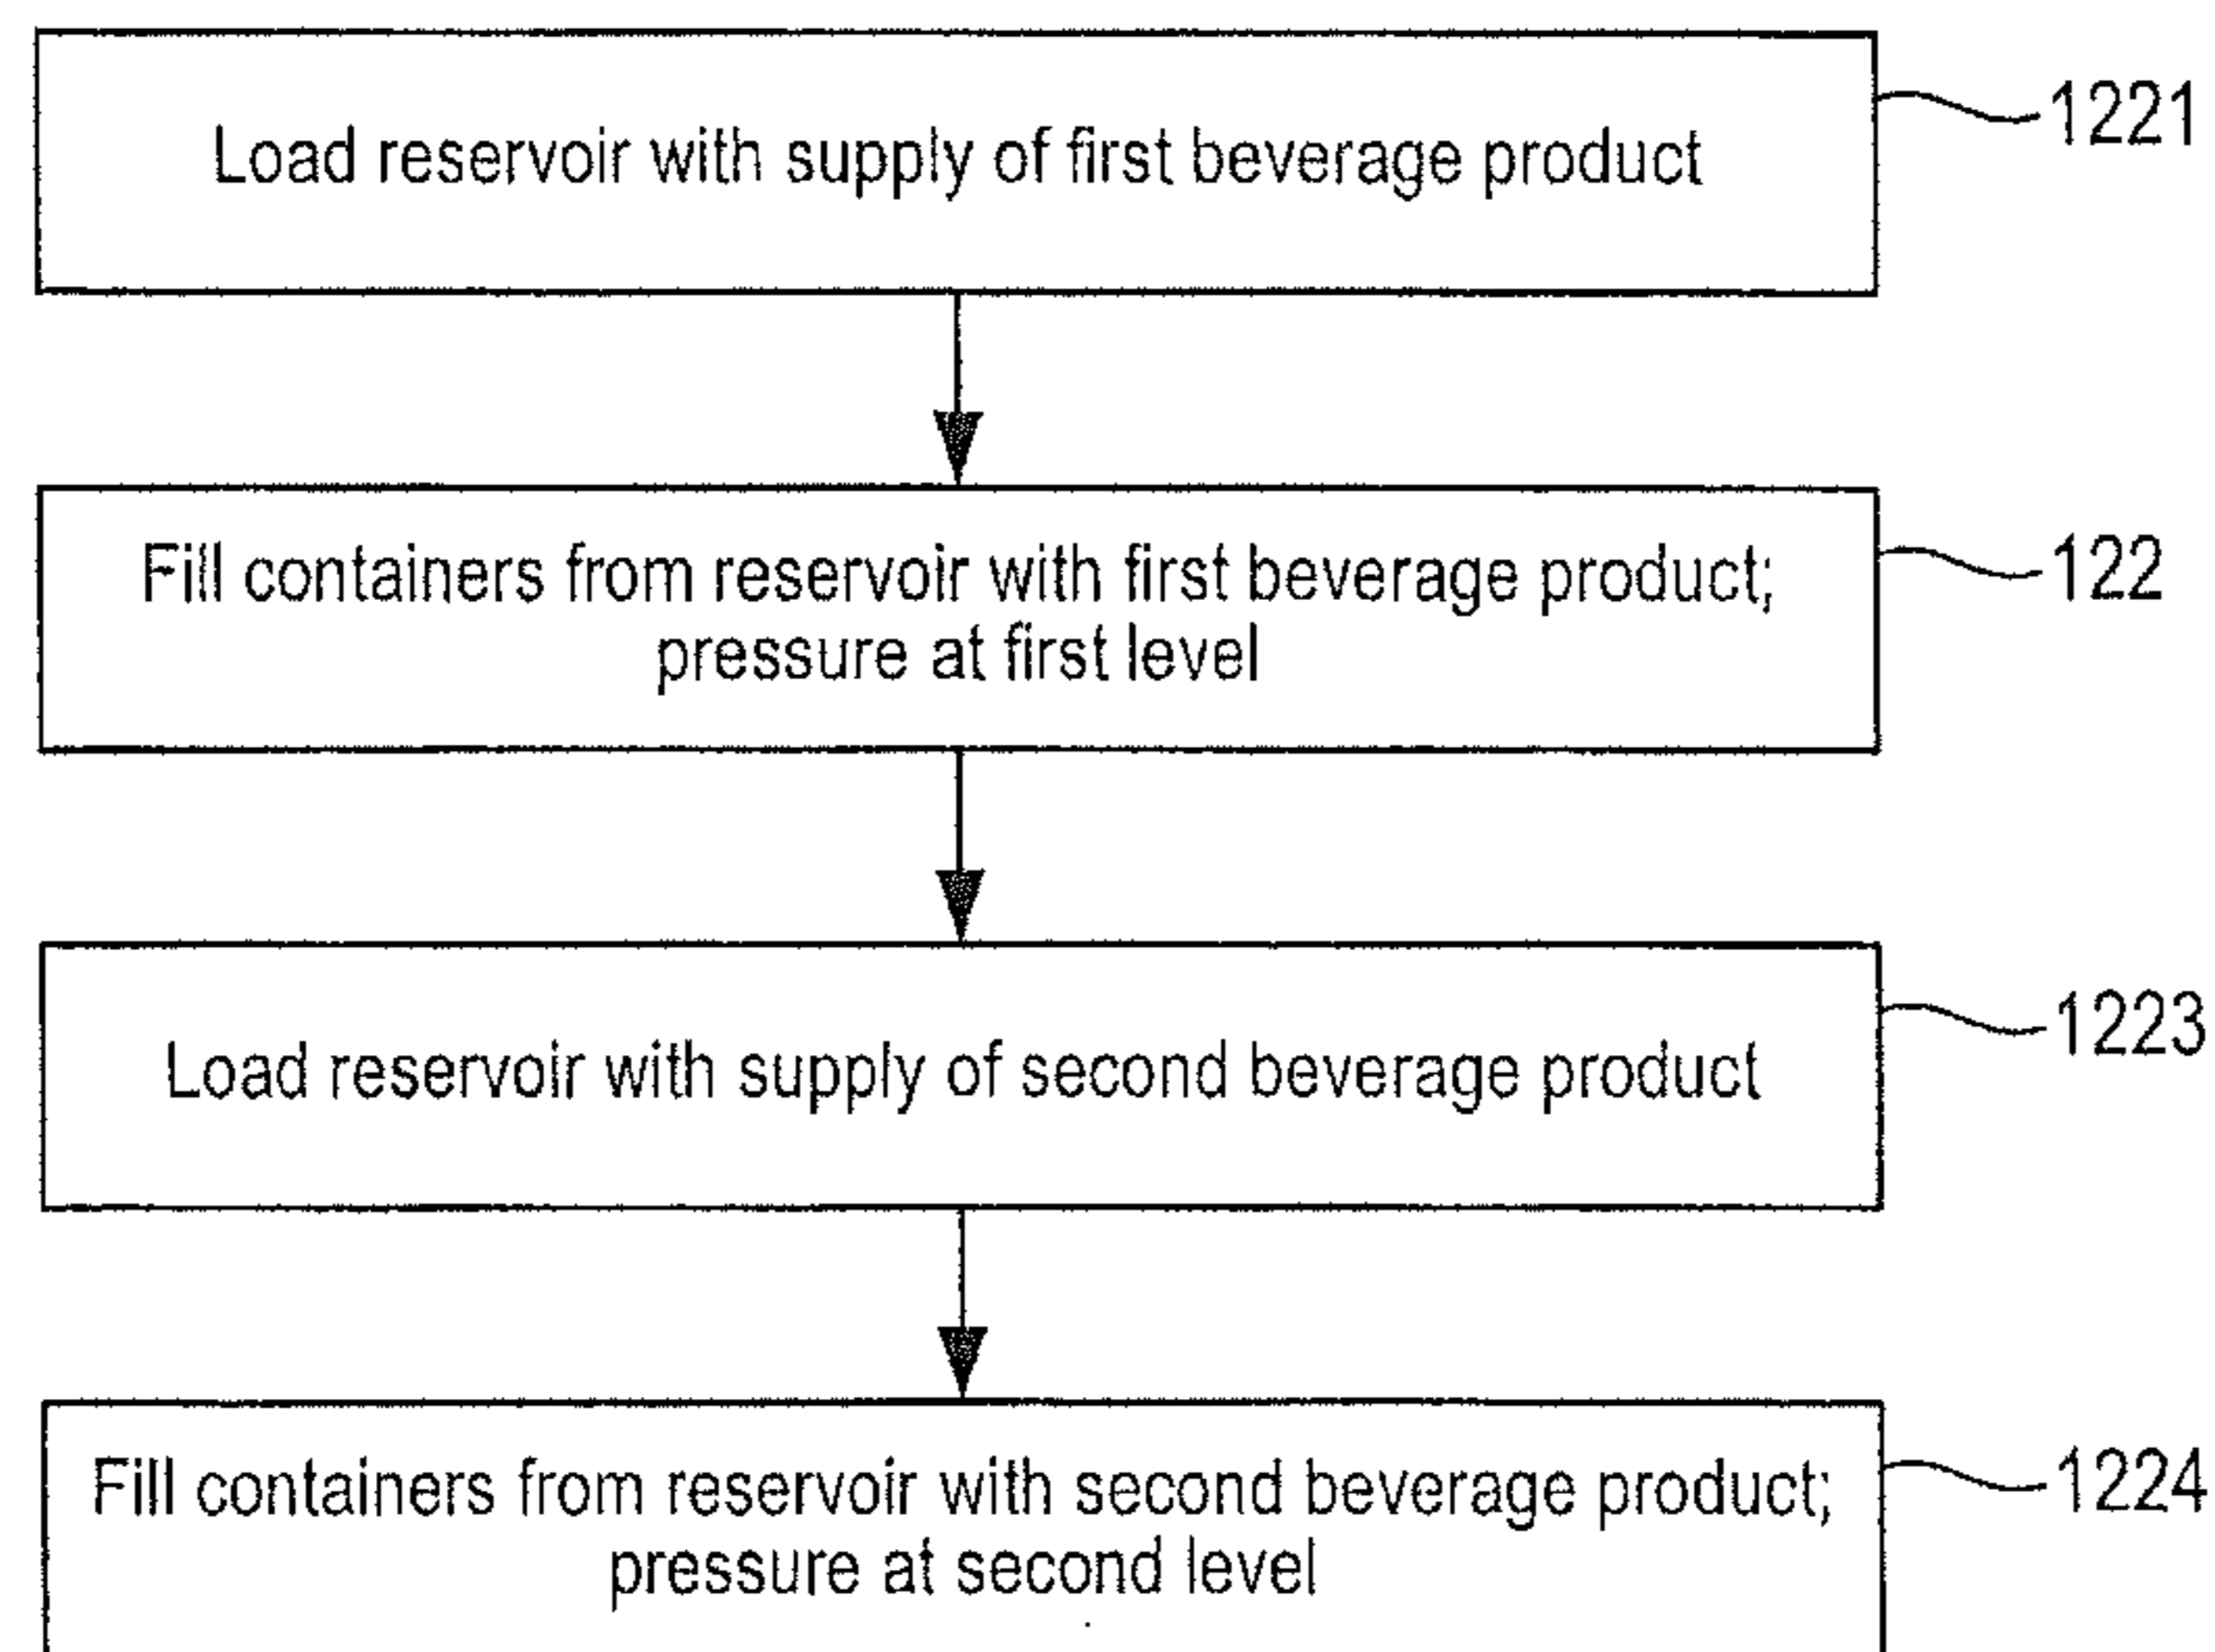 Load reservoir with supply of first beverage product
1221
Fill containers from reservoir with first beverage product;
pressure at first level
122
Load reservoir with supply of second beverage product
1223
Fill containers from reservoir with second beverage product;
pressure at second level
1224